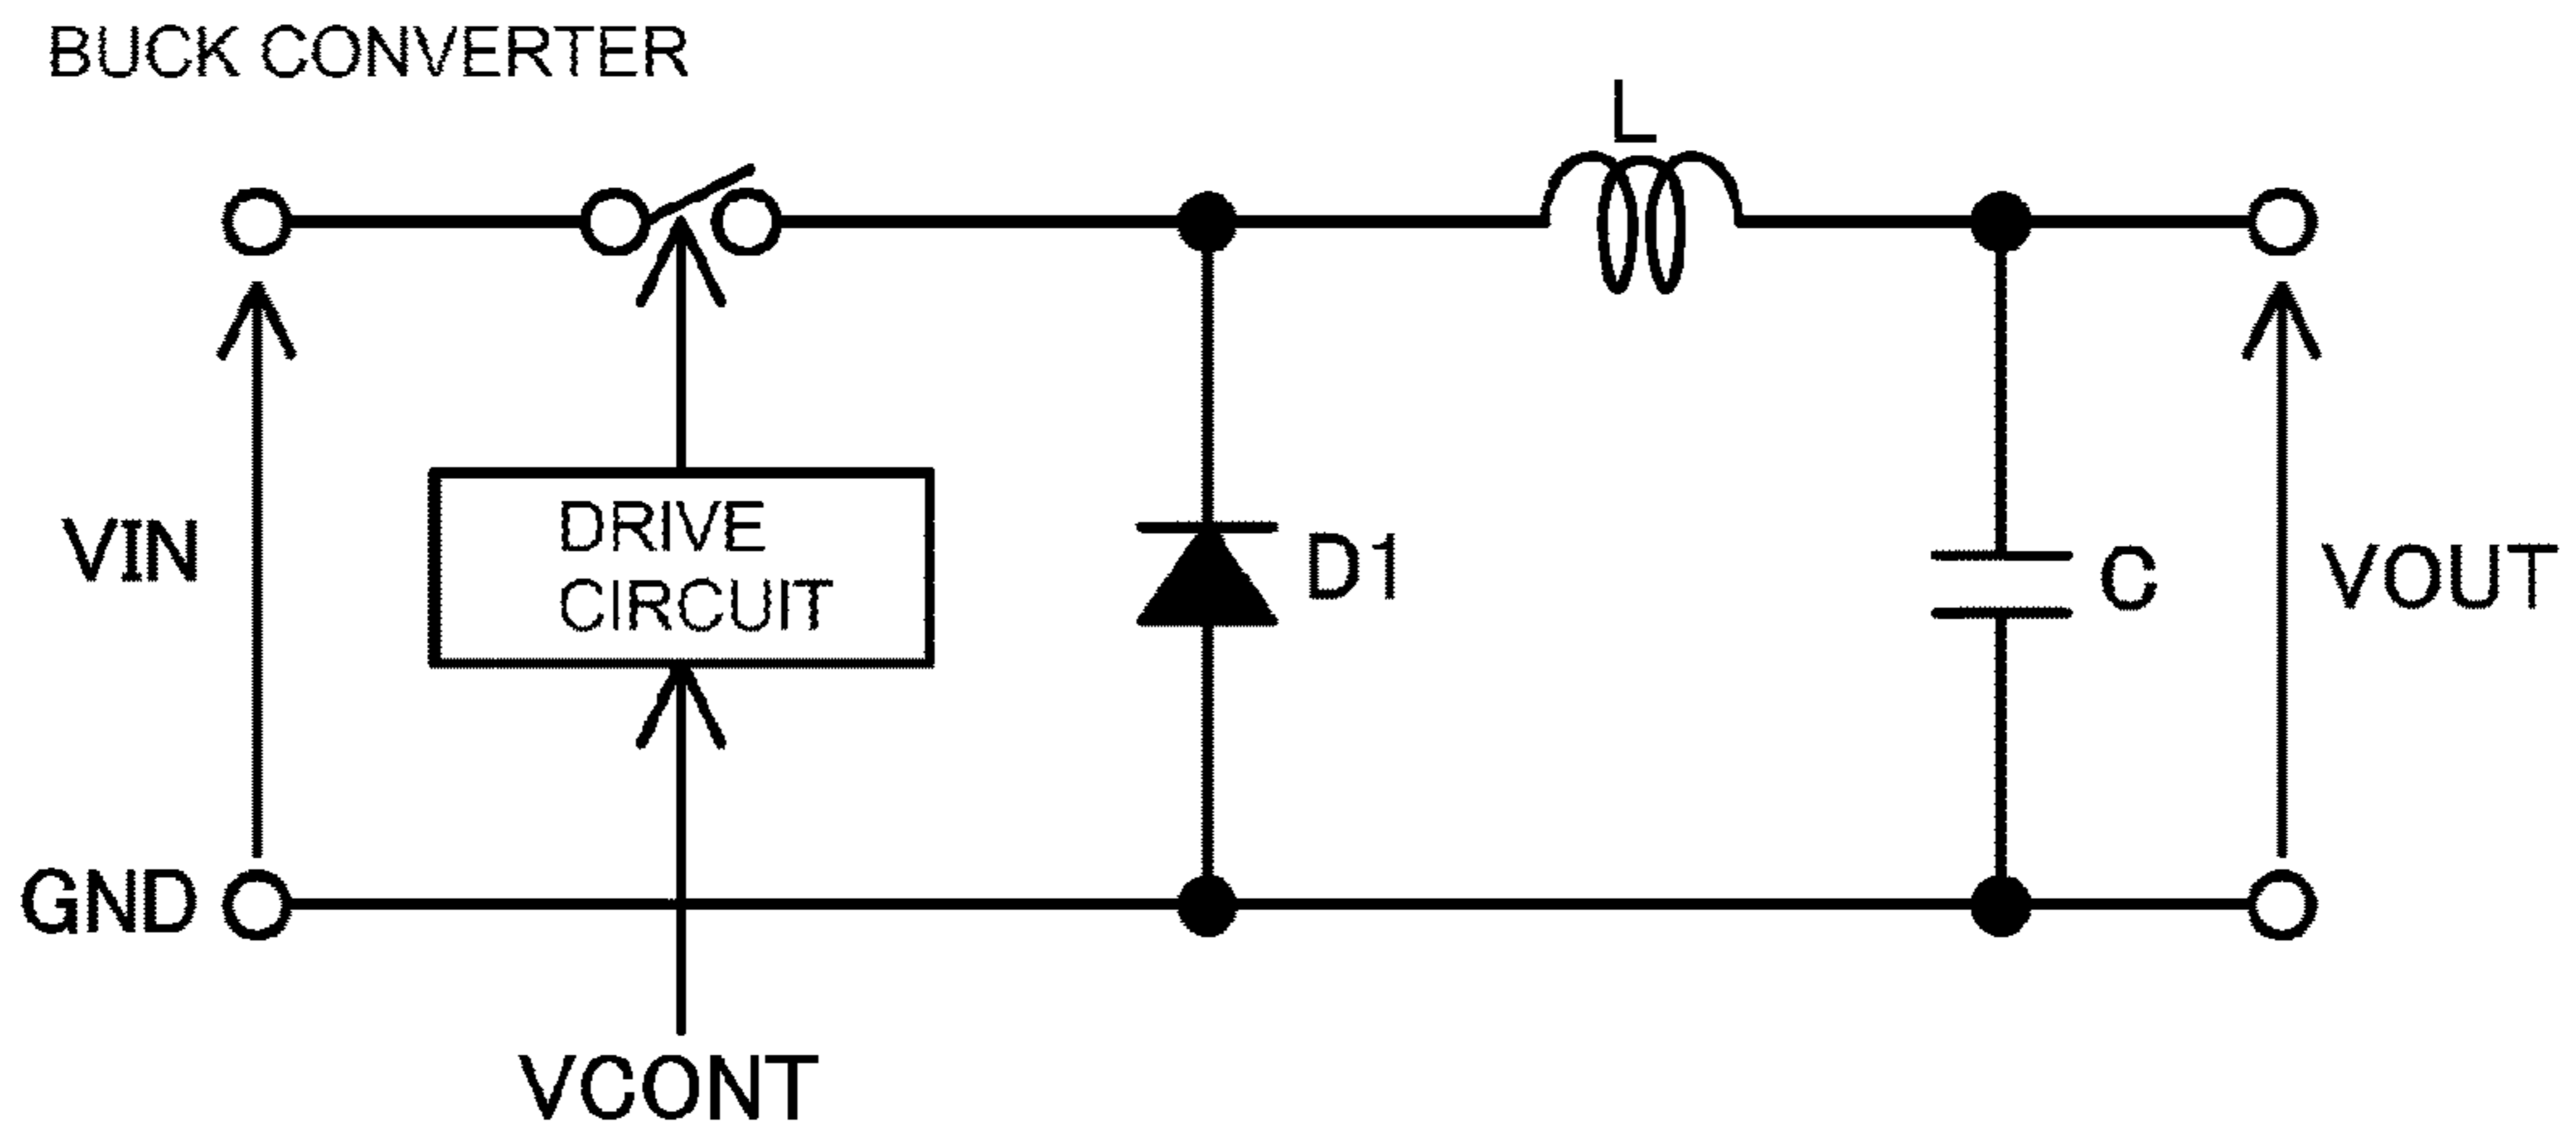 BUCK CONVERTER
L
VIN
DRIVE
CIRCUIT
D1
C
VOUT
GND
VCONT